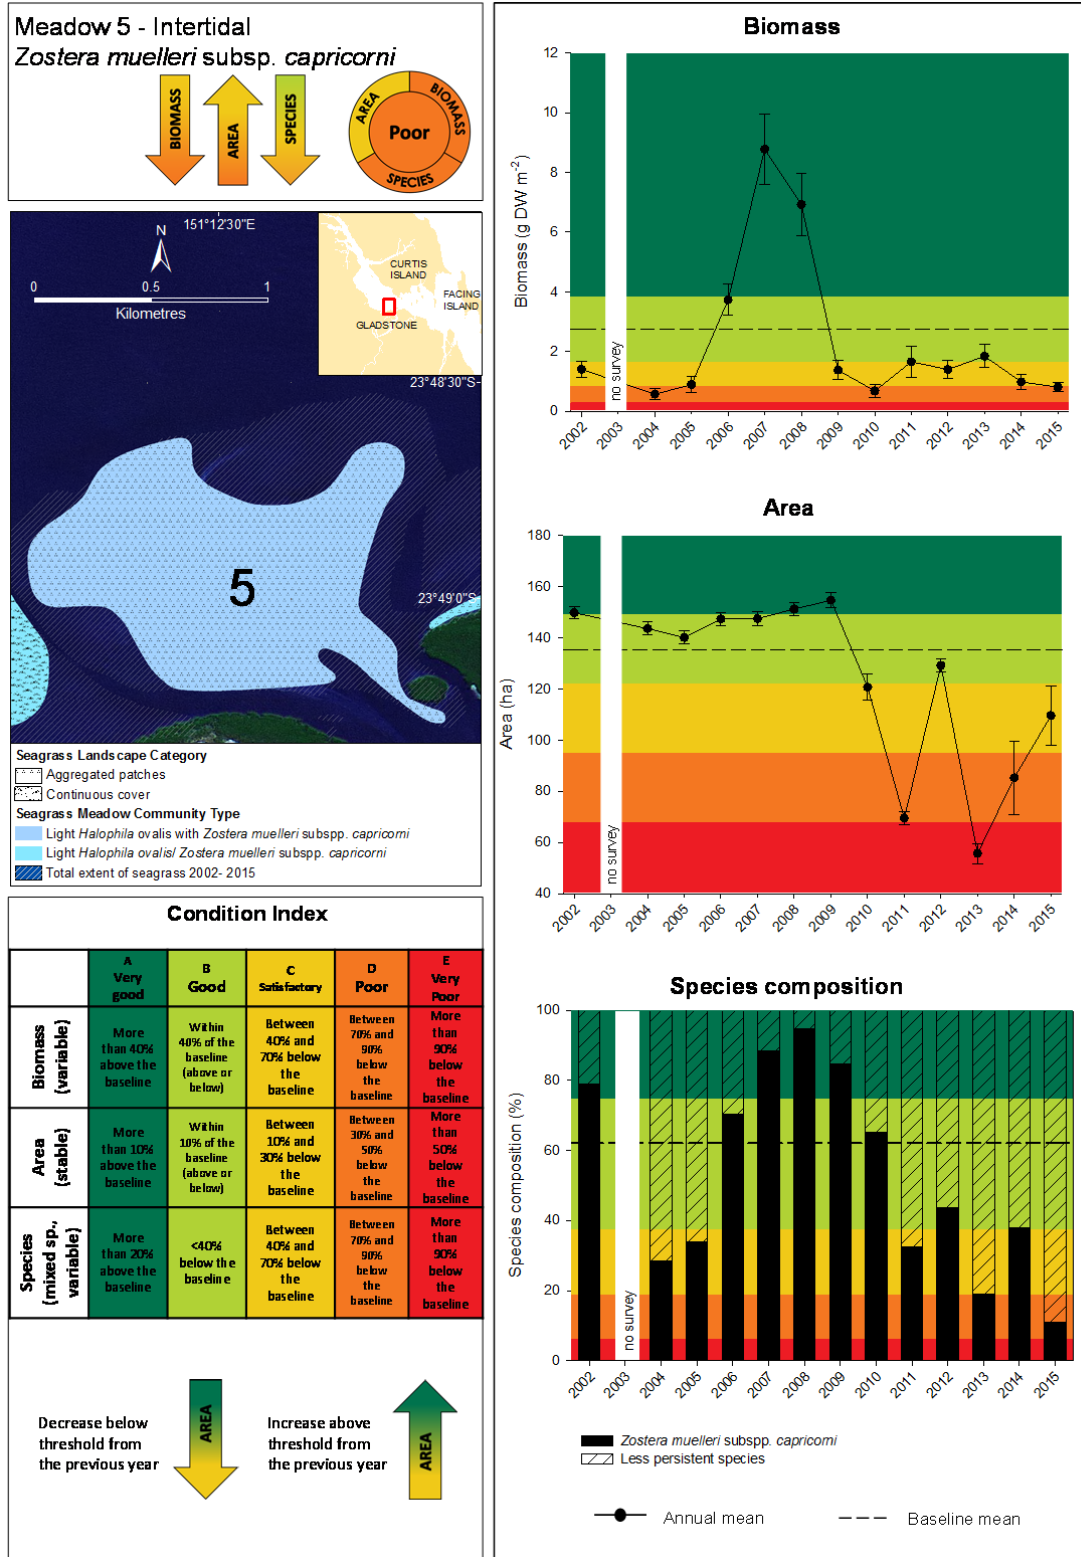 Meadow 5 - Intertidal
Zostera muelleri subsp. capricorni
BIOMASS
AREA
SPECIES
AREA
BIOMASS
SPECIES
Poor
151°12'30"E
N
0 0.5 1
Kilometres
CURTIS
ISLAND
FACING
ISLAND
GLADSTONE
23°48'30"S
23°49'0"S
5
Seagrass Landscape Category
Aggregated patches
Continuous cover
Seagrass Meadow Community Type
Light Halophila ovalis with Zostera muelleri subspp. capricorni
Light Halophila ovalis/ Zostera muelleri subspp. capricorni
Total extent of seagrass 2002- 2015
Condition Index
A
Very
good
B
Good
C
Satisfactory
D
Poor
E
Very
Poor
Biomass
(variable)
More
than 40%
above the
baseline
Within
40% of the
baseline
(above or
below)
Between
40% and
70% below
the
baseline
Between
70% and
90%
below
the
baseline
More
than
90%
below
the
baseline
Area
(stable)
More
than 10%
above the
baseline
Within
10% of the
baseline
(above or
below)
Between
10% and
30% below
the
baseline
Between
30% and
50%
below
the
baseline
More
than
50%
below
the
baseline
Species
(mixed sp.,
variable)
More
than 20%
above the
baseline
<40%
below the
baseline
Between
40% and
70% below
the
baseline
Between
70% and
90%
below
the
baseline
More
than
90%
below
the
baseline
Decrease below
threshold from
the previous year
AREA
Increase above
threshold from
the previous year
AREA
Biomass
Biomass (g DW m-2)
12
10
8
6
4
2
0
no survey
2002 2003 2004 2005 2006 2007 2008 2009 2010 2011 2012 2013 2014 2015
Area
Area (ha)
180
160
140
120
100
80
60
40
no survey
2002 2003 2004 2005 2006 2007 2008 2009 2010 2011 2012 2013 2014 2015
Species composition
Species composition (%)
100
80
60
40
20
0
no survey
2002 2003 2004 2005 2006 2007 2008 2009 2010 2011 2012 2013 2014 2015
Zostera muelleri subspp. capricorni
Less persistent species
Annual mean
Baseline mean